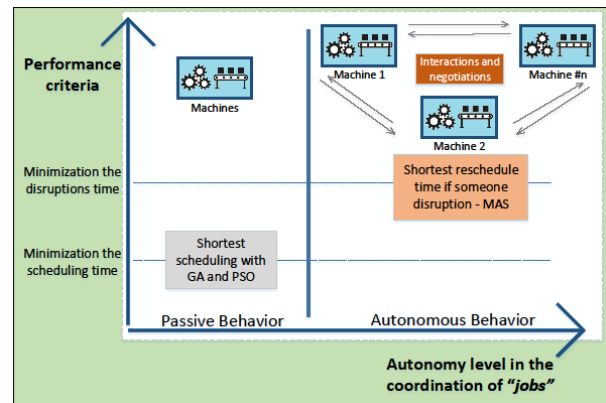 Performance
criteria
Machines
Machine 1
Interactions and
negotiations
Machine #n
Machine 2
Minimization the
disruptions time
Shortest reschedule
time if someone
disruption - MAS
Minimization the
scheduling time
Shortest
scheduling with
GA and PSO
Passive Behavior
Autonomous Behavior
Autonomy level in the
coordination of “jobs”